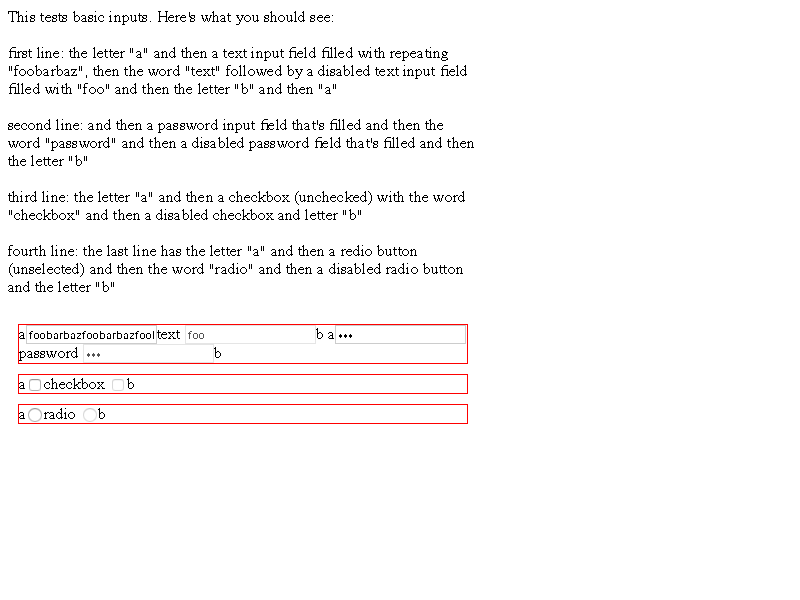 This tests basic inputs. Here's what you should see:
first line: the letter "a" and then a text input field filled with repeating
"foobarbaz", then the word "text" followed by a disabled text input field
filled with "foo" and then the letter "b" and then "a"
second line: and then a password input field that's filled and then the
word "password" and then a disabled password field that's filled and then
the letter "b"
third line: the letter "a" and then a checkbox (unchecked) with the word
"checkbox" and then a disabled checkbox and letter "b"
fourth line: the last line has the letter "a" and then a redio button
(unselected) and then the word "radio" and then a disabled radio button
and the letter "b"
a foobarbazfoobarbazfool text foo b a •••
password ••• b
a checkbox b
a radio b